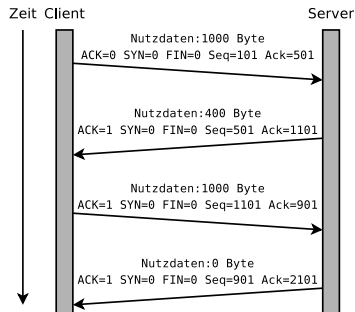 Zeit Client Server
Nutzdaten:1000 Byte
ACK=0 SYN=0 FIN=0 Seq=101 Ack=501
Nutzdaten:400 Byte
ACK=1 SYN=0 FIN=0 Seq=501 Ack=1101
Nutzdaten:1000 Byte
ACK=1 SYN=0 FIN=0 Seq=1101 Ack=901
Nutzdaten:0 Byte
ACK=1 SYN=0 FIN=0 Seq=901 Ack=2101